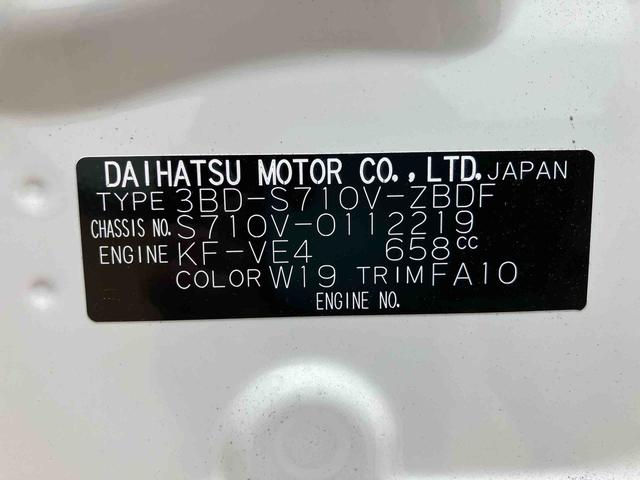 DAIHATSU MOTOR CO., LTD. JAPAN
TYPE 3BD-S710V-ZBDF
CHASSIS NO. S710V-0112219
ENGINE KF-VE4 658cc
COLOR W19 TRIM FA10
ENGINE NO.